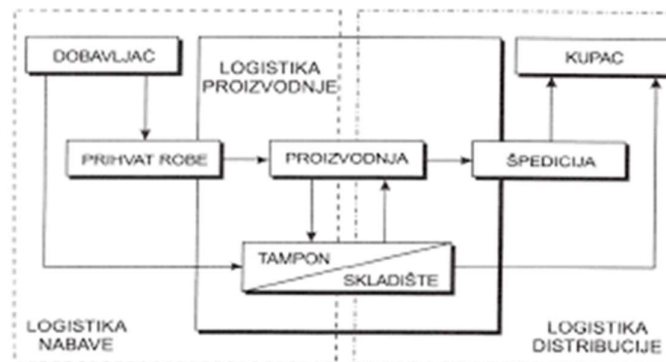 DOBAVLJAČ
LOGISTIKA
PROIZVODNJE
KUPAC
PRIHVAT ROBE
PROIZVODNJA
ŠPEDICIJA
TAMPON
SKLADIŠTE
LOGISTIKA
NABAVE
LOGISTIKA
DISTRIBUCIJE